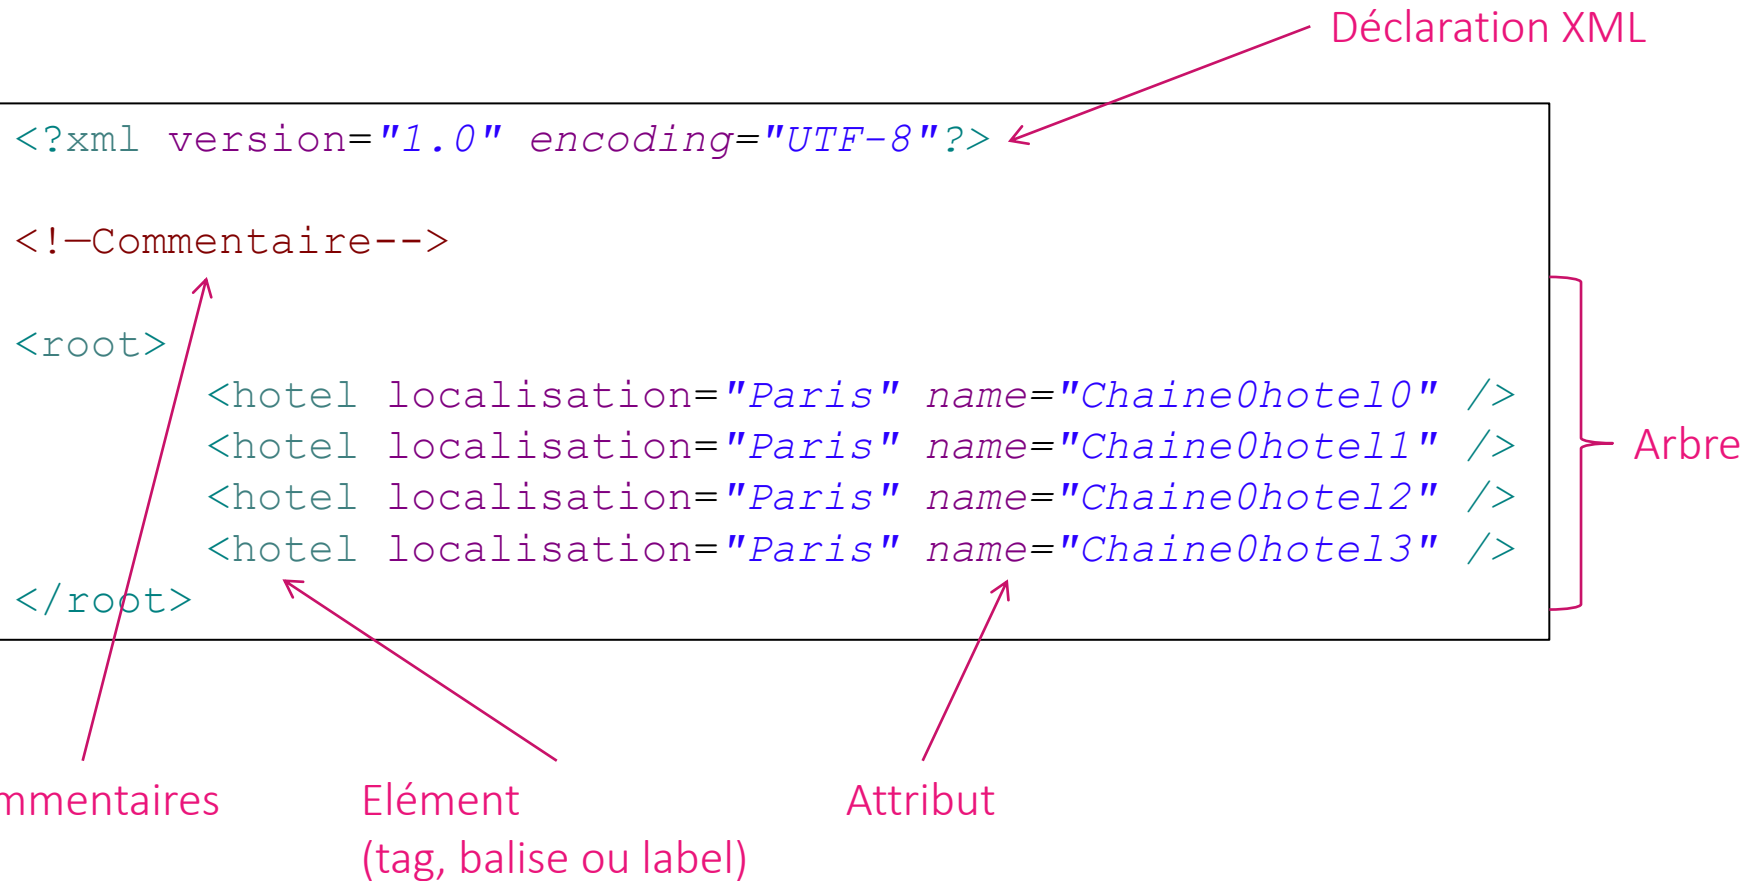 Déclaration XML
<?xml version="1.0" encoding="UTF-8"?>
<!—Commentaire-->
<root>
<hotel localisation="Paris" name="Chaine0hotel0" />
<hotel localisation="Paris" name="Chaine0hotel1" />
<hotel localisation="Paris" name="Chaine0hotel2" />
<hotel localisation="Paris" name="Chaine0hotel3" />
</root>
Arbre
mmentaires
Elément
(tag, balise ou label)
Attribut